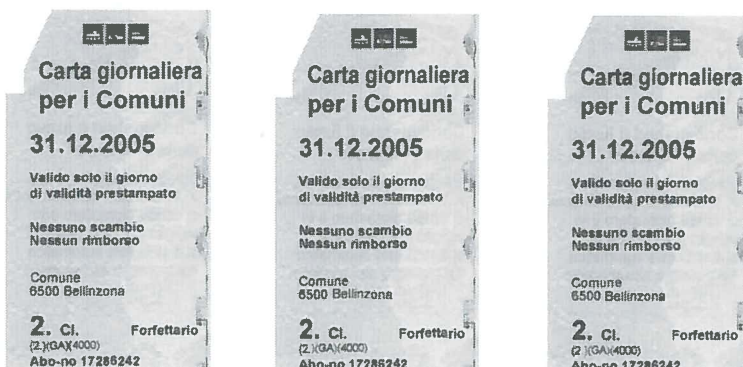 Carta giornaliera
per i Comuni
31.12.2005
Valido solo il giorno
di validità prestampato
Nessuno scambio
Nessun rimborso
Comune
6500 Bellinzona
2. Cl. Forfettario
(2.)(GA)(4000)
Abo-no 17286242
Carta giornaliera
per i Comuni
31.12.2005
Valido solo il giorno
di validità prestampato
Nessuno scambio
Nessun rimborso
Comune
6500 Bellinzona
2. Cl. Forfettario
(2.)(GA)(4000)
Abo-no 17286242
Carta giornaliera
per i Comuni
31.12.2005
Valido solo il giorno
di validità prestampato
Nessuno scambio
Nessun rimborso
Comune
6500 Bellinzona
2. Cl. Forfettario
(2.)(GA)(4000)
Abo-no 17286242